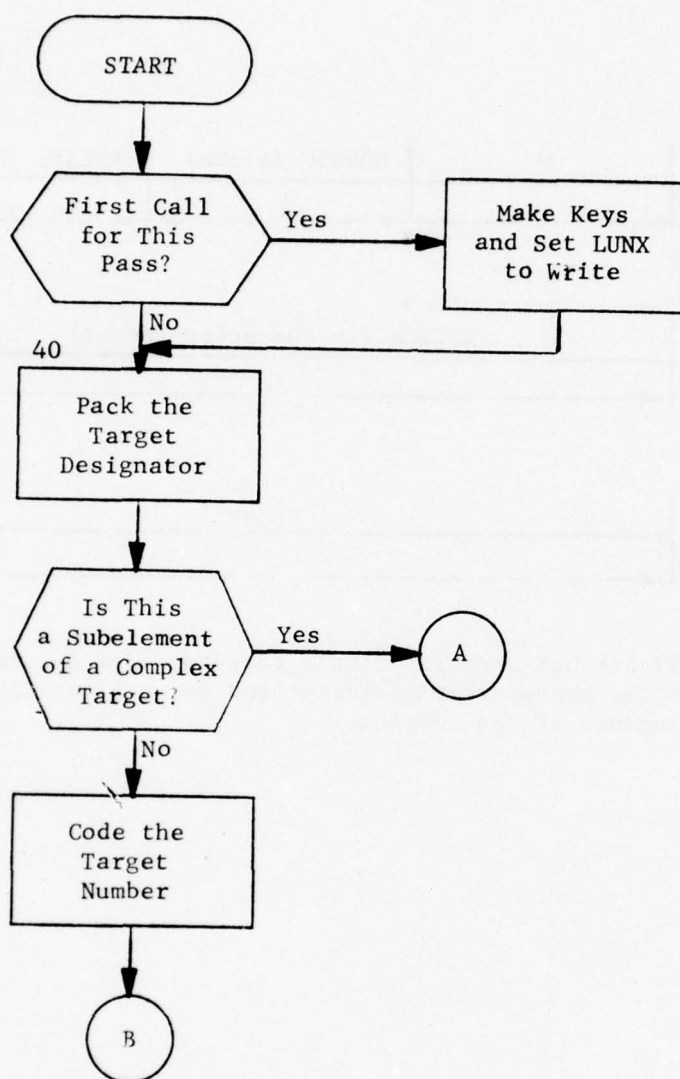 START
First Call
for This
Pass?
Yes
Make Keys
and Set LUNX
to Write
No
40
Pack the
Target
Designator
Is This
a Subelement
of a Complex
Target?
Yes
A
No
Code the
Target
Number
B